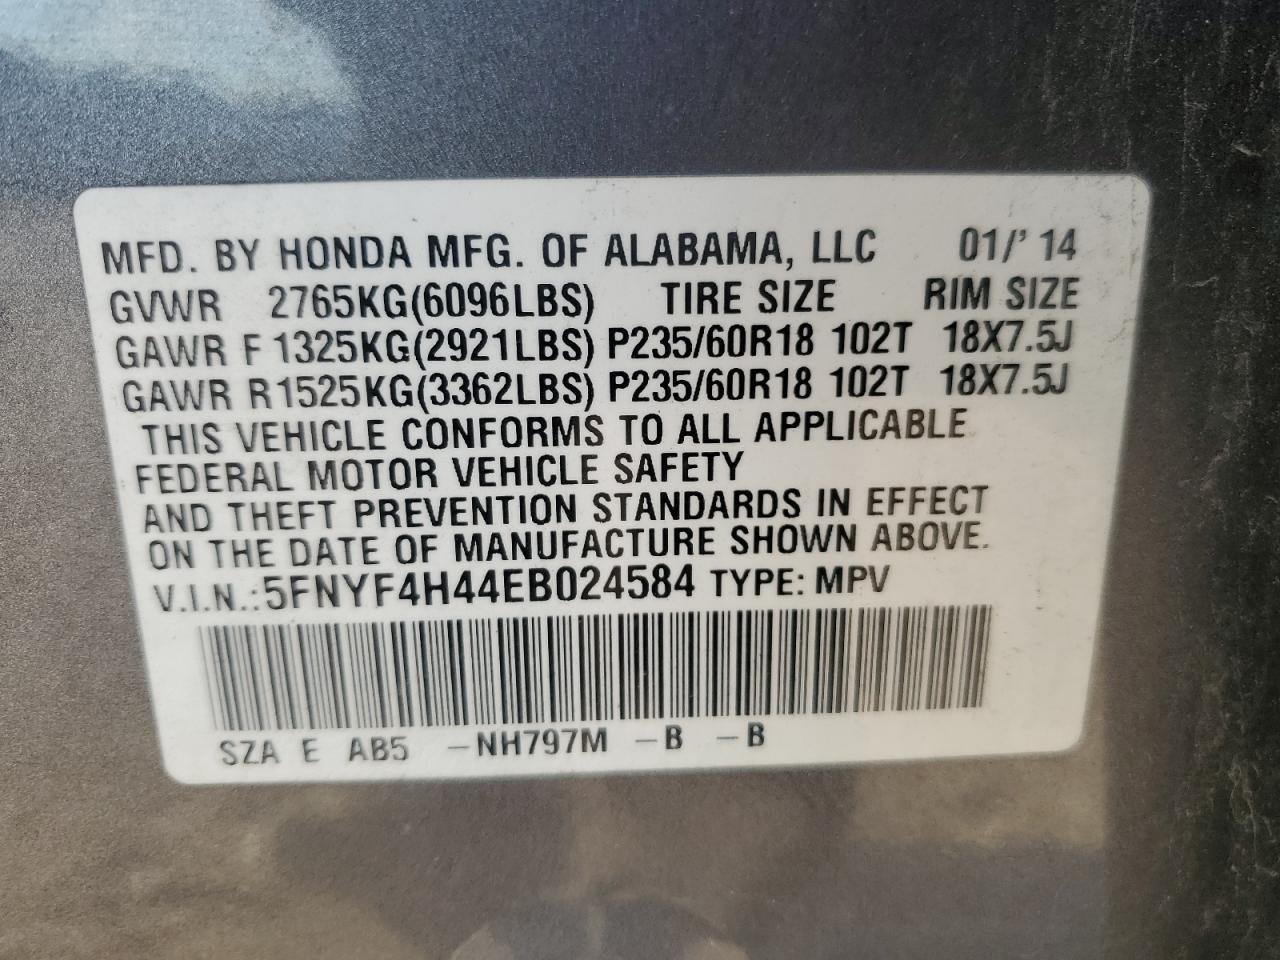 MFD. BY HONDA MFG. OF ALABAMA, LLC 01/'14
GVWR 2765KG(6096LBS) TIRE SIZE RIM SIZE
GAWR F 1325KG(2921LBS) P235/60R18 102T 18X7.5J
GAWR R1525KG(3362LBS) P235/60R18 102T 18X7.5J
THIS VEHICLE CONFORMS TO ALL APPLICABLE
FEDERAL MOTOR VEHICLE SAFETY
AND THEFT PREVENTION STANDARDS IN EFFECT
ON THE DATE OF MANUFACTURE SHOWN ABOVE.
V.I.N.:5FNYF4H44EB024584 TYPE: MPV
SZA E AB5 -NH797M -B -B